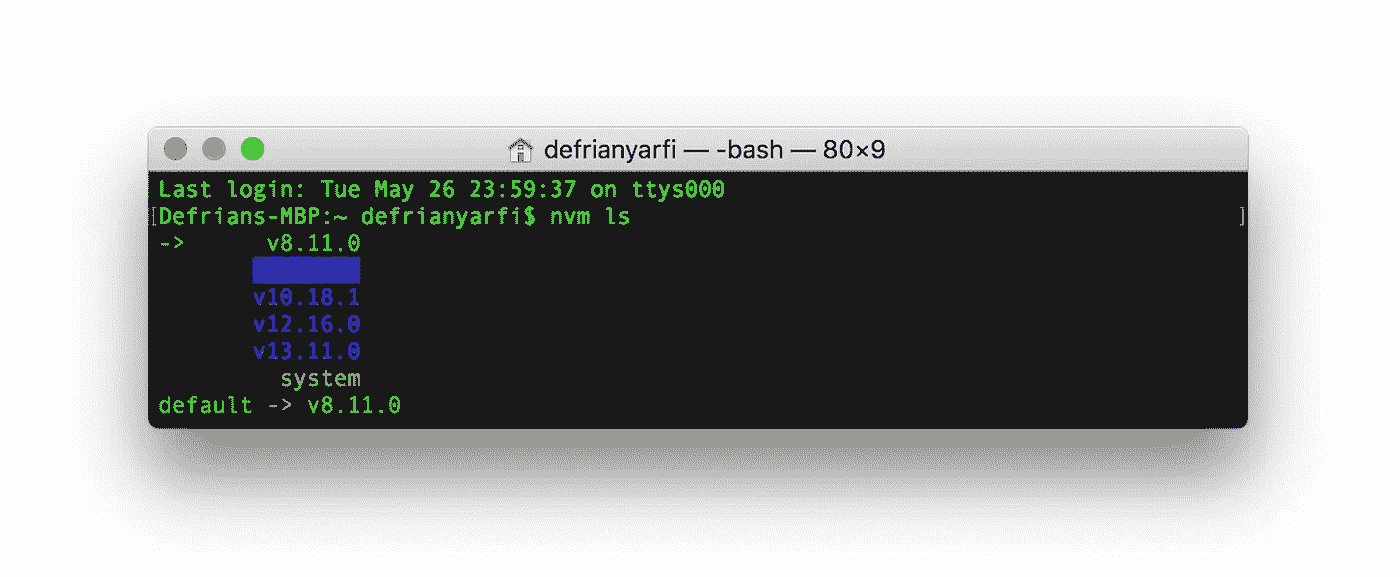 defrianyarfi — -bash — 80×9
Last login: Tue May 26 23:59:37 on ttys000
[Defrians-MBP:~ defrianyarfi$ nvm ls ]
->       v8.11.0
v10.18.1
v12.16.0
v13.11.0
system
default -> v8.11.0